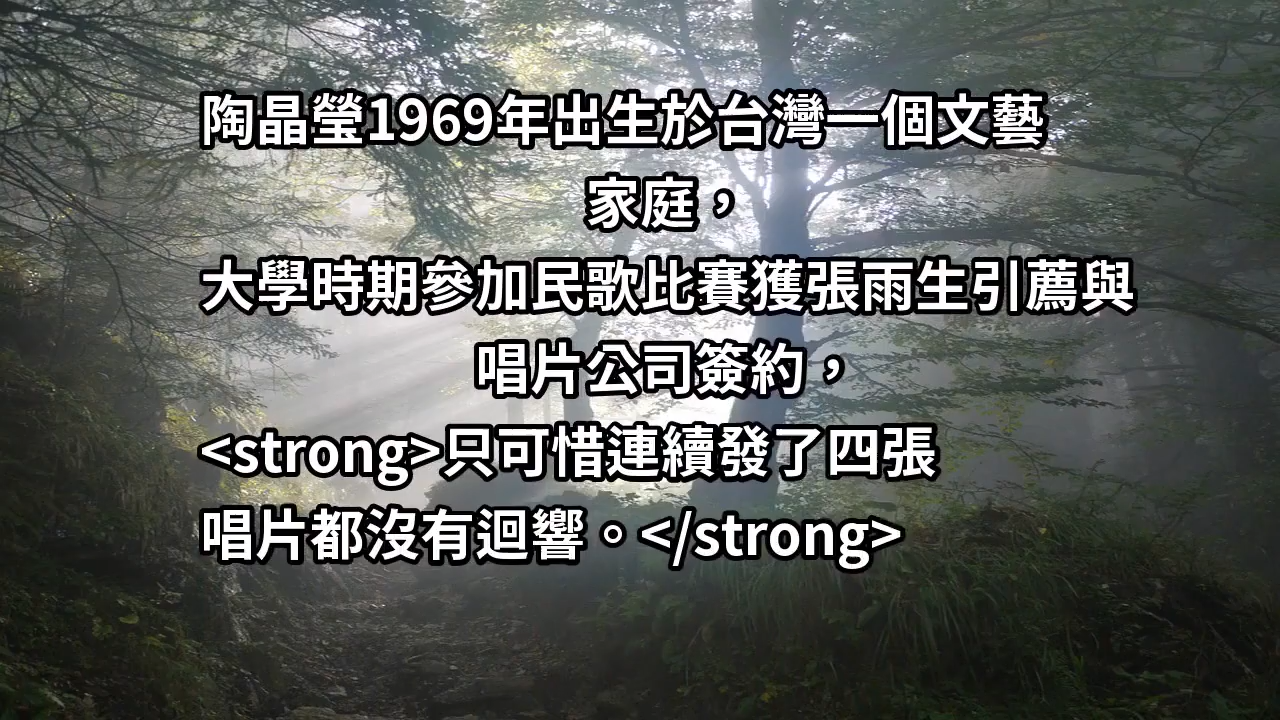 陶晶瑩1969年出生於台灣一個文藝
家庭，
大學時期參加民歌比賽獲張雨生引薦與
唱片公司簽約，
<strong>只可惜連續發了四張
唱片都沒有迴響。</strong>